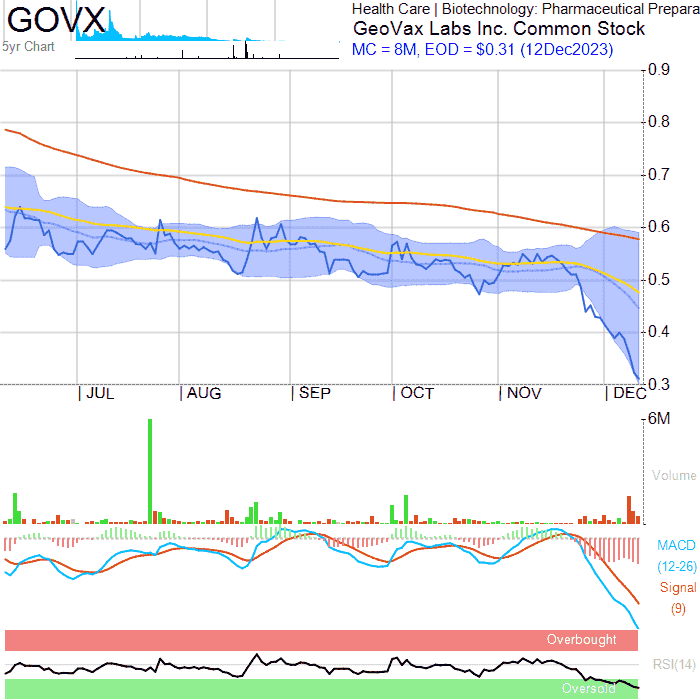 GOVX
5yr Chart
Health Care | Biotechnology: Pharmaceutical Prepara
GeoVax Labs Inc. Common Stock
MC = 8M, EOD = $0.31 (12Dec2023)
0.9
0.8
0.7
0.6
0.5
0.4
0.3
JUL
AUG
SEP
OCT
NOV
DEC
6M
Volume
MACD
(12-26)
Signal
(9)
Overbought
RSI(14)
Oversold